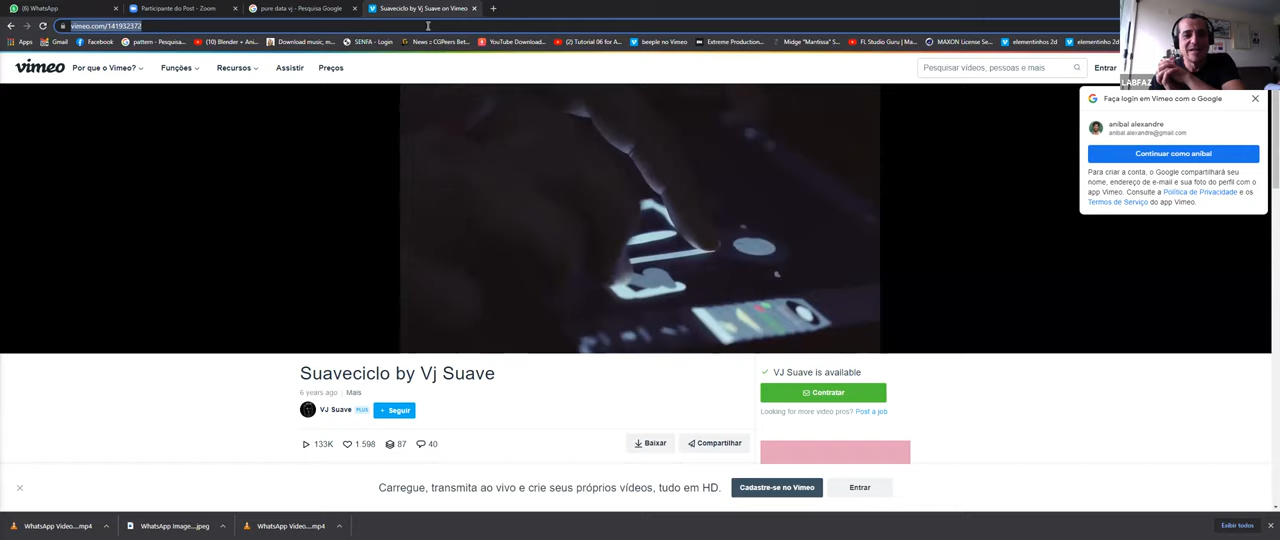 (6) WhatsApp
Participante do Post - Zoom
pure data vj - Pesquisa Google
Suaveciclo by Vj Suave on Vimeo
vimeo.com/141932372
Apps
Gmail
Facebook
pattern - Pesquisa...
(10) Blender + Ani...
Download music, m...
SENFA - Login
News :: CGPeers Bet...
YouTube Download...
(2) Tutorial 06 for A...
beeple no Vimeo
Extreme Production...
Midge "Mantissa"...
FL Studio Guru | Ma...
MAXON License Se...
elementinhos 2d
elementinho 2d
LABFAZ
vimeo
Por que o Vimeo?
Funções
Recursos
Assistir
Preços
Pesquisar vídeos, pessoas e mais
Entrar
Faça login em Vimeo com o Google
anibal alexandre
anibal.alexandre@gmail.com
Continuar como anibal
Para criar a conta, o Google compartilhará seu
nome, endereço de e-mail e sua foto do perfil com o
app Vimeo. Consulte a Política de Privacidade e os
Termos de Serviço do app Vimeo.
Suaveciclo by Vj Suave
6 years ago
Mais
VJ Suave PLUS
+ Seguir
133K
1.598
87
40
Baixar
Compartilhar
VJ Suave is available
Contratar
Looking for more video pros? Post a job
Carregue, transmita ao vivo e crie seus próprios vídeos, tudo em HD.
Cadastre-se no Vimeo
Entrar
WhatsApp Video....mp4
WhatsApp Image....jpeg
WhatsApp Video....mp4
Exibir todos